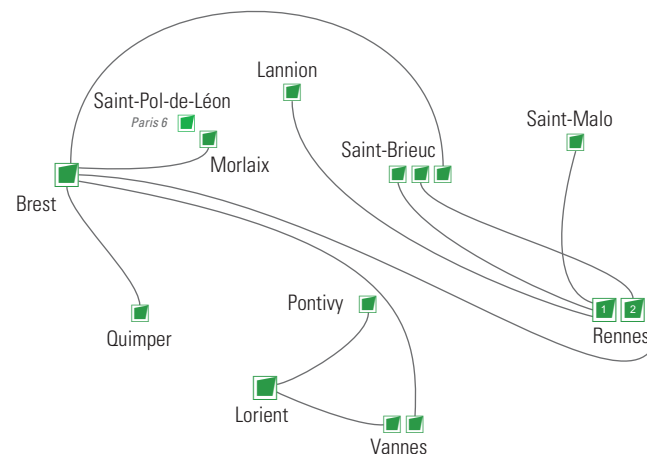 Lannion
Saint-Pol-de-Léon
Paris 6
Saint-Malo
Saint-Brieuc
Morlaix
Brest
Pontivy
1
2
Quimper
Rennes
Lorient
Vannes